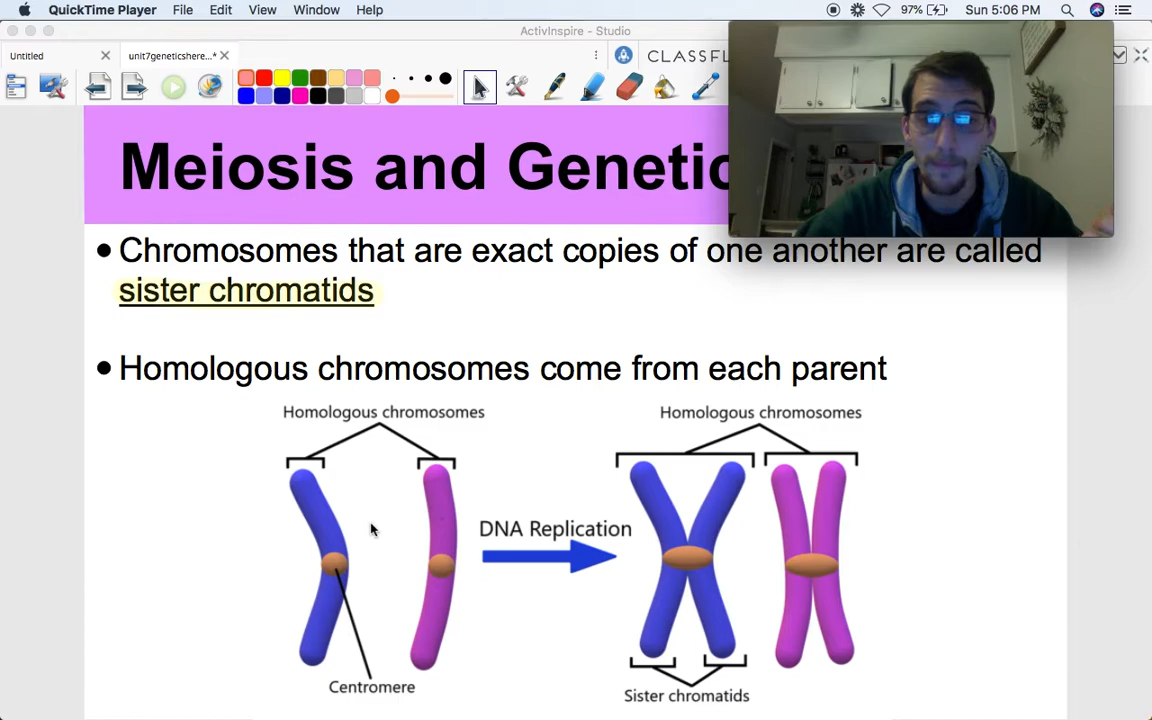 QuickTime Player File Edit View Window Help 97% Sun 5:06 PM
ActivInspire - Studio
Untitled unit7geneticshere...* CLASSFL
Meiosis and Genetic
• Chromosomes that are exact copies of one another are called
sister chromatids
• Homologous chromosomes come from each parent
Homologous chromosomes Homologous chromosomes
DNA Replication
Centromere
Sister chromatids